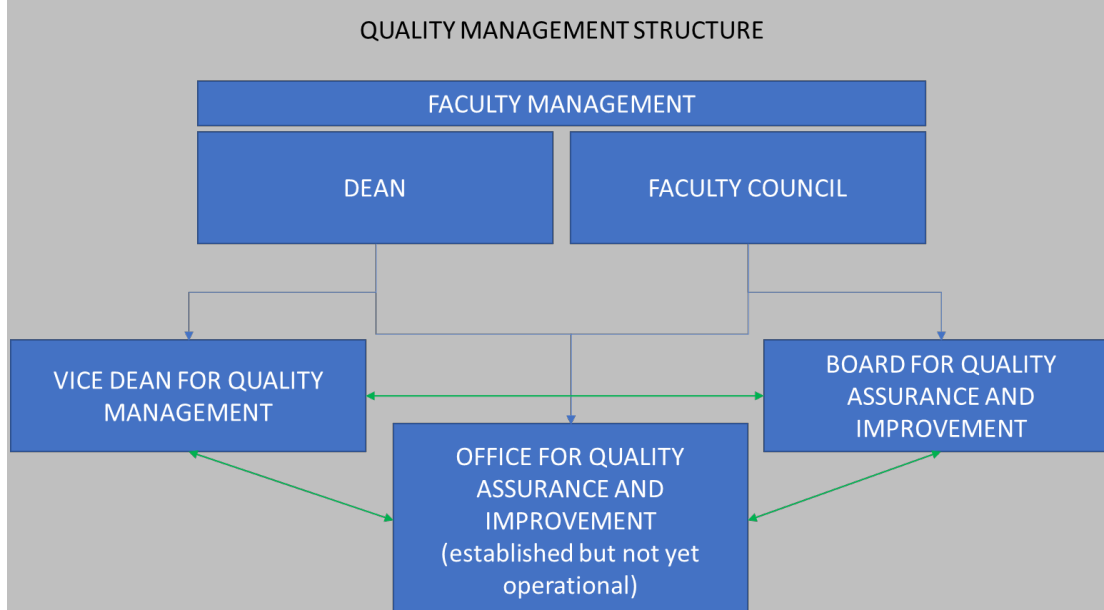 QUALITY MANAGEMENT STRUCTURE
FACULTY MANAGEMENT
DEAN
FACULTY COUNCIL
VICE DEAN FOR QUALITY
MANAGEMENT
BOARD FOR QUALITY
ASSURANCE AND
IMPROVEMENT
OFFICE FOR QUALITY
ASSURANCE AND
IMPROVEMENT
(established but not yet
operational)